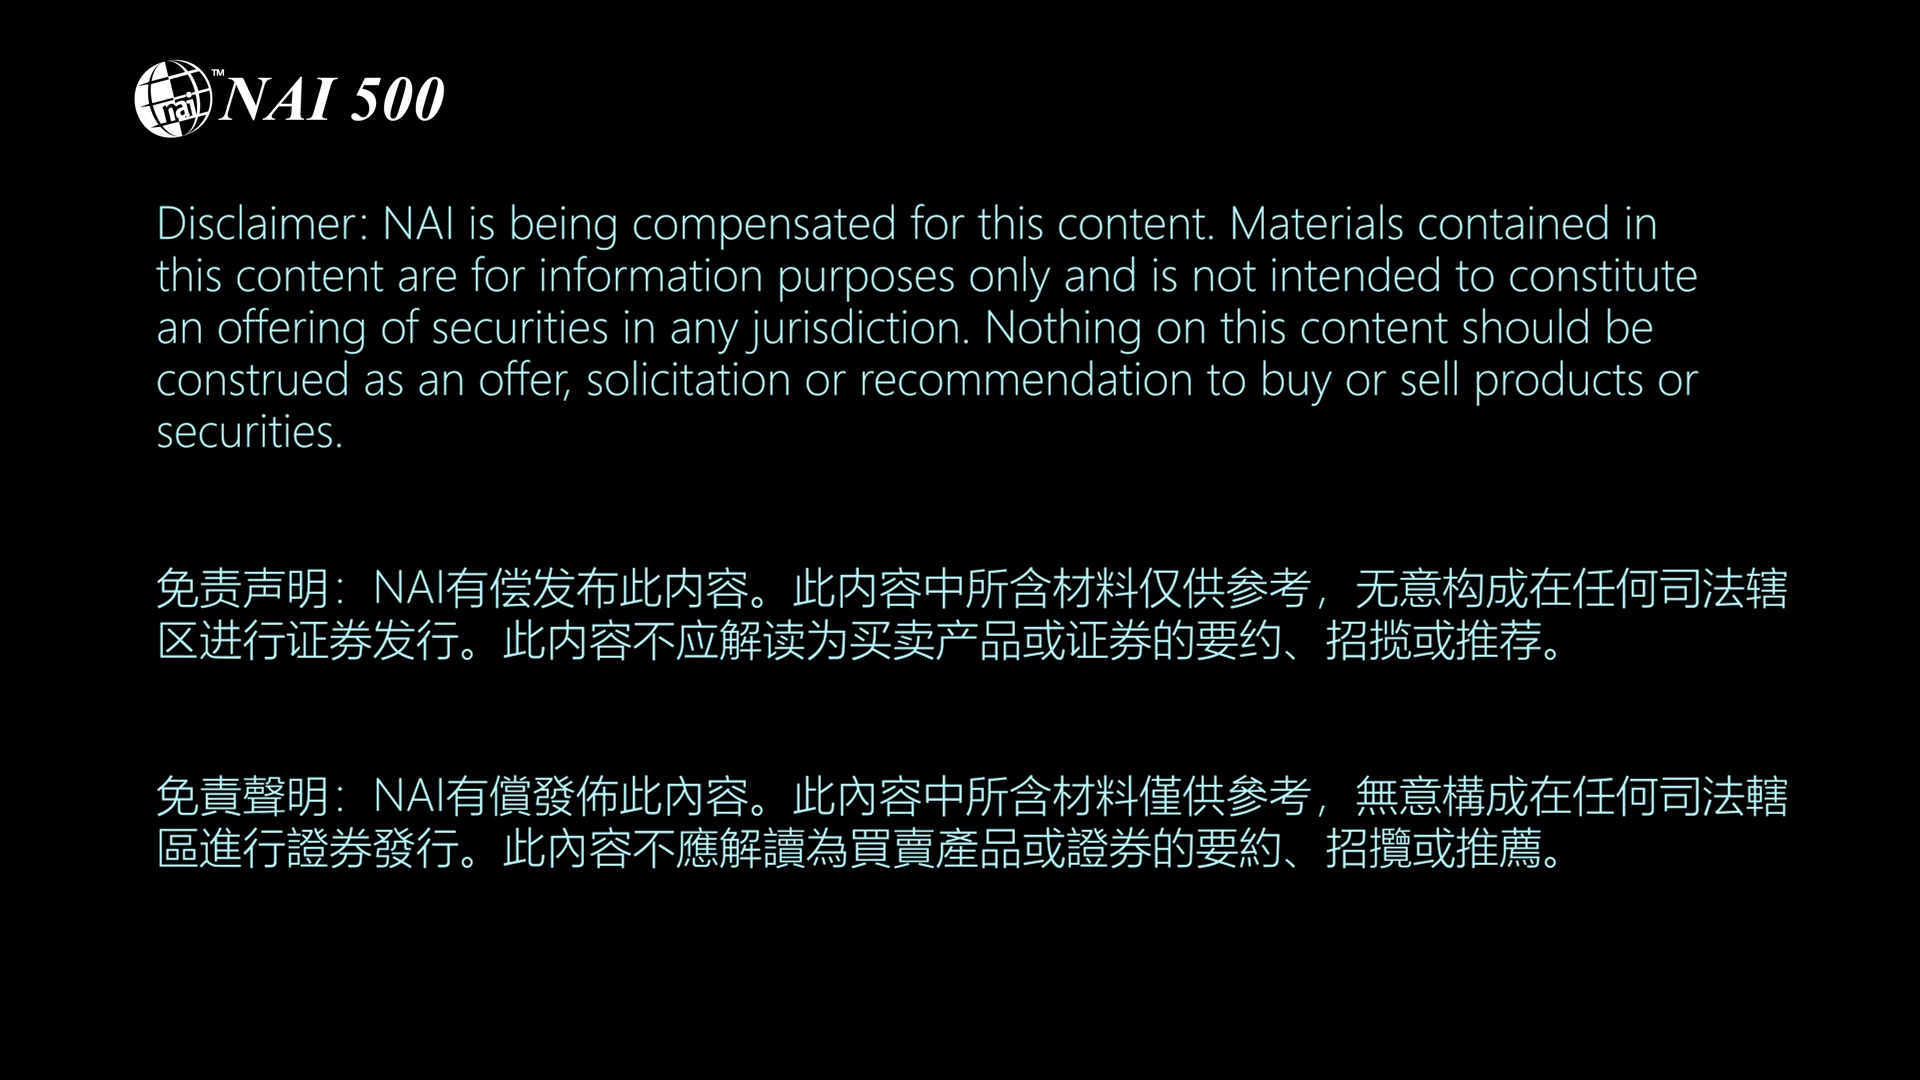 nai™ NAI 500
Disclaimer: NAI is being compensated for this content. Materials contained in
this content are for information purposes only and is not intended to constitute
an offering of securities in any jurisdiction. Nothing on this content should be
construed as an offer, solicitation or recommendation to buy or sell products or
securities.
免责声明：NAI有偿发布此内容。此内容中所含材料仅供参考，无意构成在任何司法辖
区进行证券发行。此内容不应解读为买卖产品或证券的要约、招揽或推荐。
免責聲明：NAI有償發佈此內容。此內容中所含材料僅供參考，無意構成在任何司法轄
區進行證券發行。此內容不應解讀為買賣產品或證券的要約、招攬或推薦。